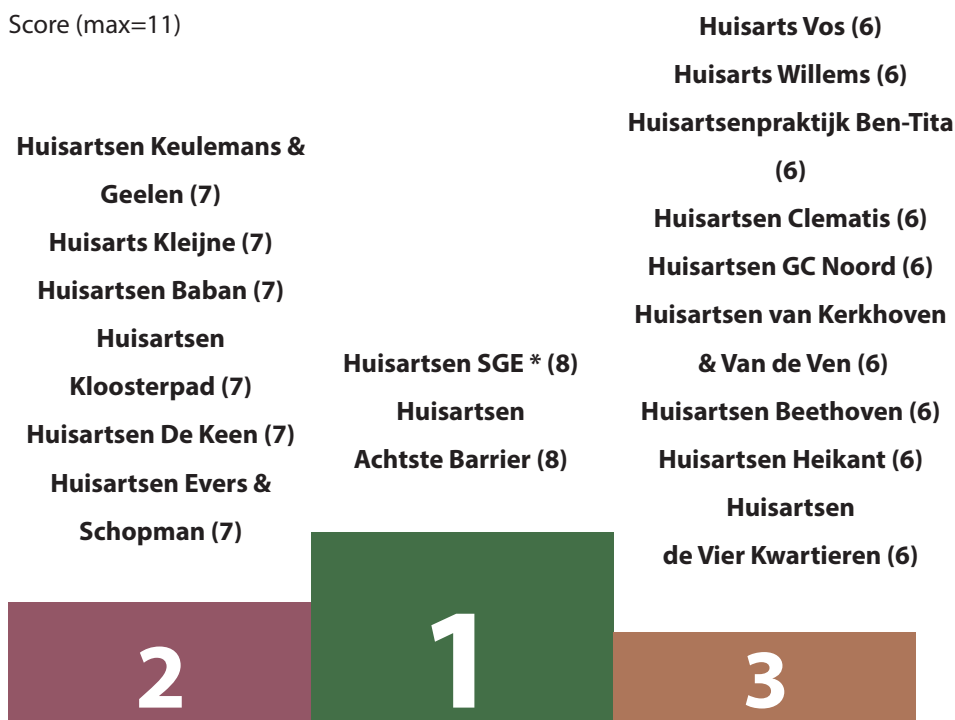 Score (max=11)
Huisartsen Keulemans &
Geelen (7)
Huisarts Kleijne (7)
Huisartsen Baban (7)
Huisartsen
Kloosterpad (7)
Huisartsen De Keen (7)
Huisartsen Evers &
Schopman (7)
2
Huisartsen SGE * (8)
Huisartsen
Achtste Barrier (8)
1
Huisarts Vos (6)
Huisarts Willems (6)
Huisartsenpraktijk Ben-Tita
(6)
Huisartsen Clematis (6)
Huisartsen GC Noord (6)
Huisartsen van Kerkhoven
& Van de Ven (6)
Huisartsen Beethoven (6)
Huisartsen Heikant (6)
Huisartsen
de Vier Kwartieren (6)
3